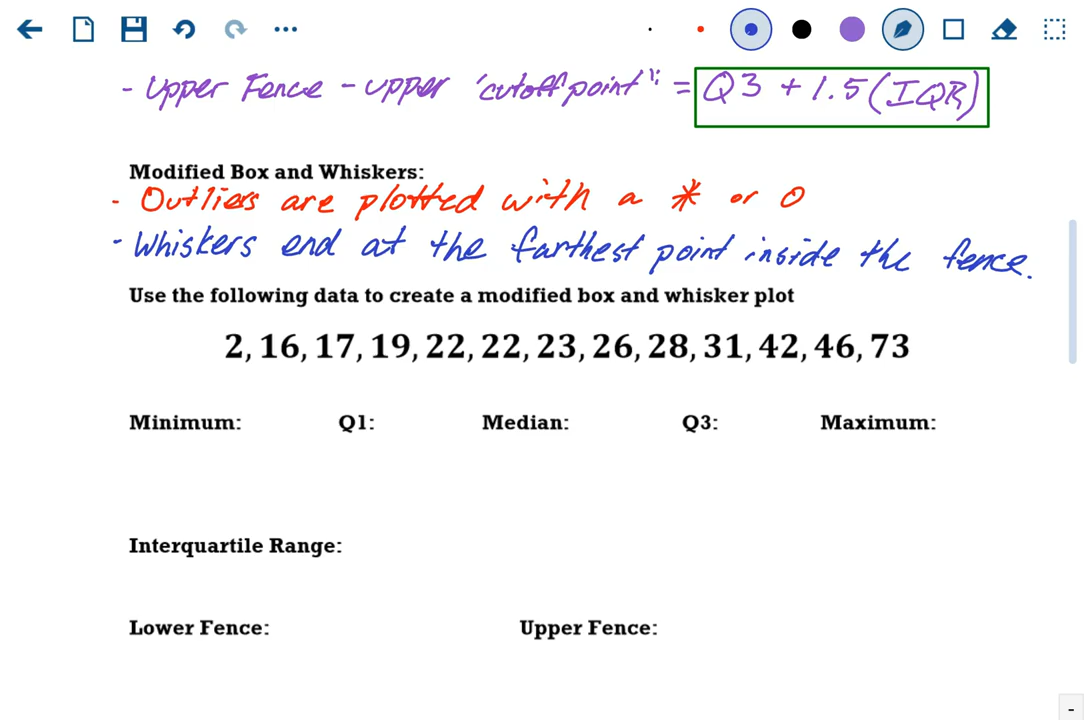 - Upper Fence - upper 'cutoff point': = Q3 + 1.5(IQR)
Modified Box and Whiskers:
- Outliers are plotted with a * or O
- Whiskers end at the farthest point inside the fence.
Use the following data to create a modified box and whisker plot
2, 16, 17, 19, 22, 22, 23, 26, 28, 31, 42, 46, 73
Minimum: Q1: Median: Q3: Maximum:
Interquartile Range:
Lower Fence: Upper Fence: